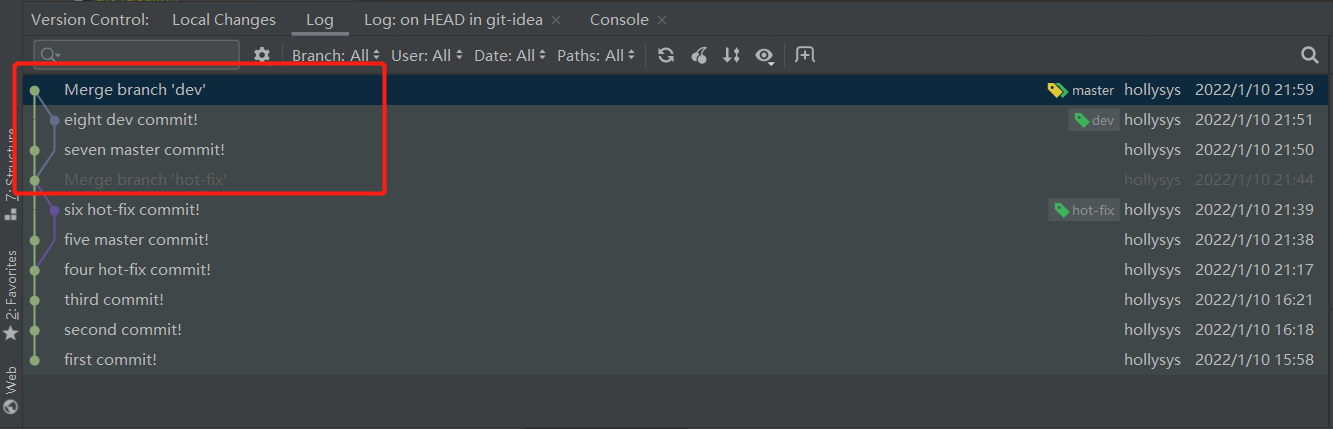 Version Control: Local Changes Log Log: on HEAD in git-idea Console
Branch: All User: All Date: All Paths: All
Merge branch 'dev' master hollysys 2022/1/10 21:59
eight dev commit! dev hollysys 2022/1/10 21:51
seven master commit! hollysys 2022/1/10 21:50
Merge branch 'hot-fix' hollysys 2022/1/10 21:44
six hot-fix commit! hot-fix hollysys 2022/1/10 21:39
five master commit! hollysys 2022/1/10 21:38
four hot-fix commit! hollysys 2022/1/10 21:17
third commit! hollysys 2022/1/10 16:21
second commit! hollysys 2022/1/10 16:18
first commit! hollysys 2022/1/10 15:58
7: Structure
2: Favorites
Web